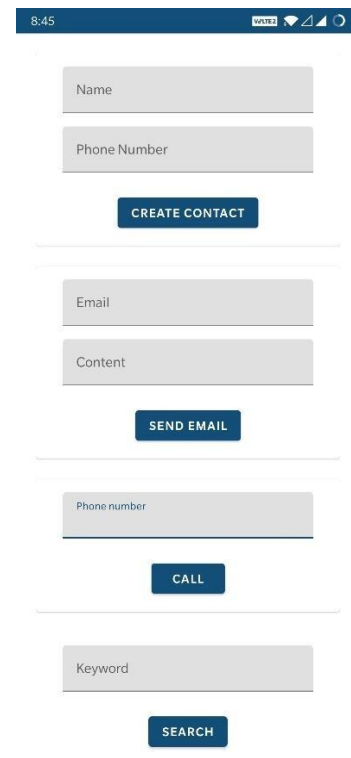 8:45
Name
Phone Number
CREATE CONTACT
Email
Content
SEND EMAIL
Phone number
CALL
Keyword
SEARCH